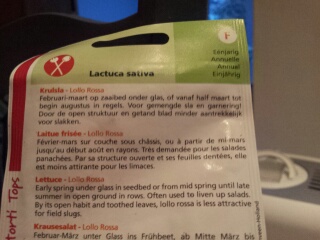 F
Eenjarig
Annuelle
Annual
Einjährig
Lactuca sativa
Krulsla - Lollo Rossa
Februari-maart op zaaibed onder glas, of vanaf half maart tot
begin augustus in regels. Voor gemengde sla en garnering!
Door de open structuur en getand blad minder aantrekkelijk
voor slakken.
Laitue frisée - Lollo Rossa
Février-mars sur couche sous châssis, ou à partir de mi-mars
jusqu'au début août en rayons. Très demandée pour les salades
panachées. Par sa structure ouverte et ses feuilles dentées, elle
est moins attirante pour les limaces.
Lettuce - Lollo Rossa
Early spring under glass in seedbed or from mid spring until late
summer in open ground in rows. Often used to liven up salads.
By its open habit and toothed leaves, lollo rossa is less attractive
for field slugs.
Krauselsalat - Lollo Rossa
Februar-März unter Glass ins Frühbeet, ab Mitte März bis
Tops